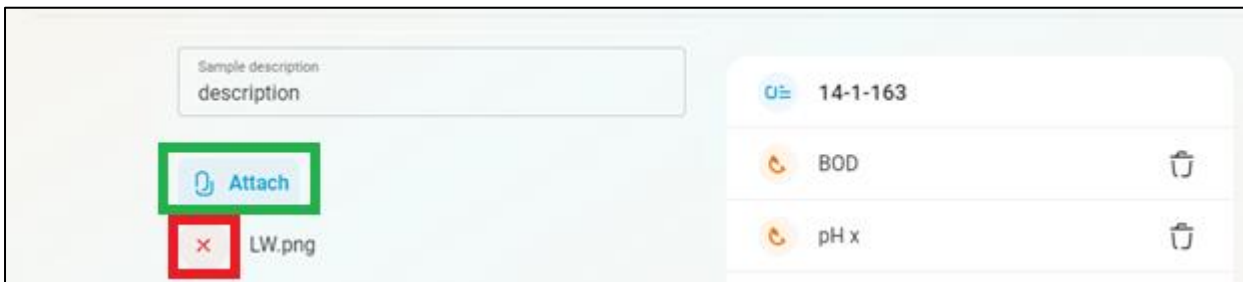 Sample description
description
Attach
LW.png
14-1-163
BOD
pH x